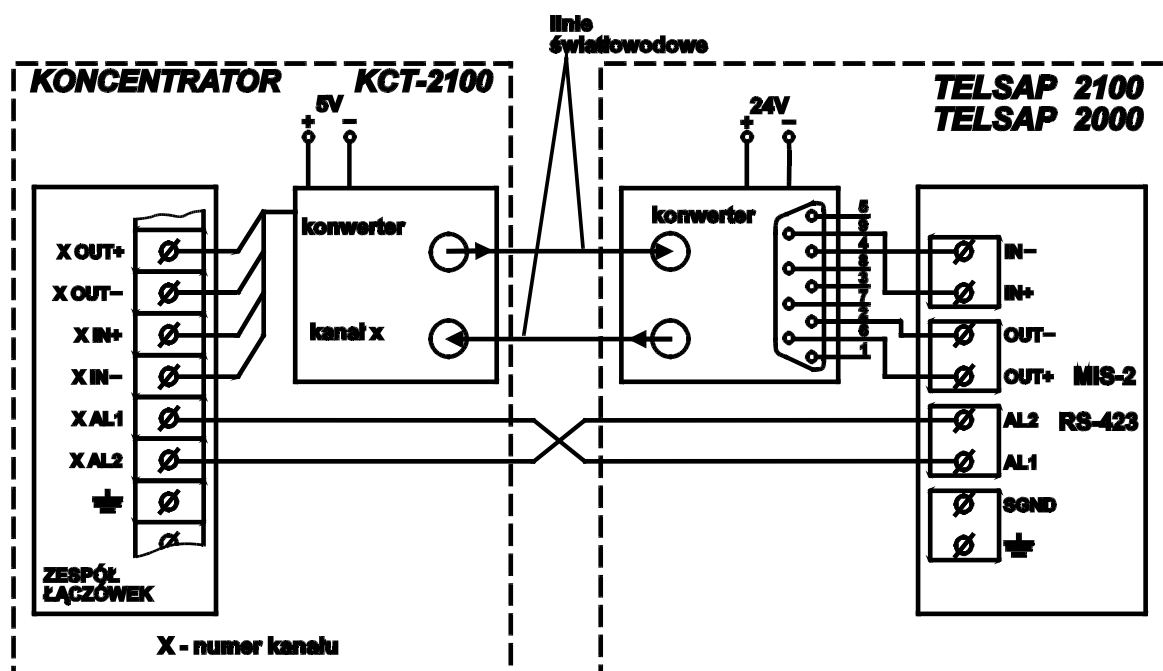 linie
światłowodowe
KONCENTRATOR KCT-2100
5V
+ −
24V
+ −
TELSAP 2100
TELSAP 2000
konwerter
kanał x
konwerter
5
9
4
8
7
6
1
X OUT+
X OUT−
X IN+
X IN−
X AL1
X AL2
ZESPÓŁ
ŁĄCZÓWEK
IN−
IN+
OUT−
OUT+ MIS-2
AL2 RS-423
AL1
SGND
X - numer kanału